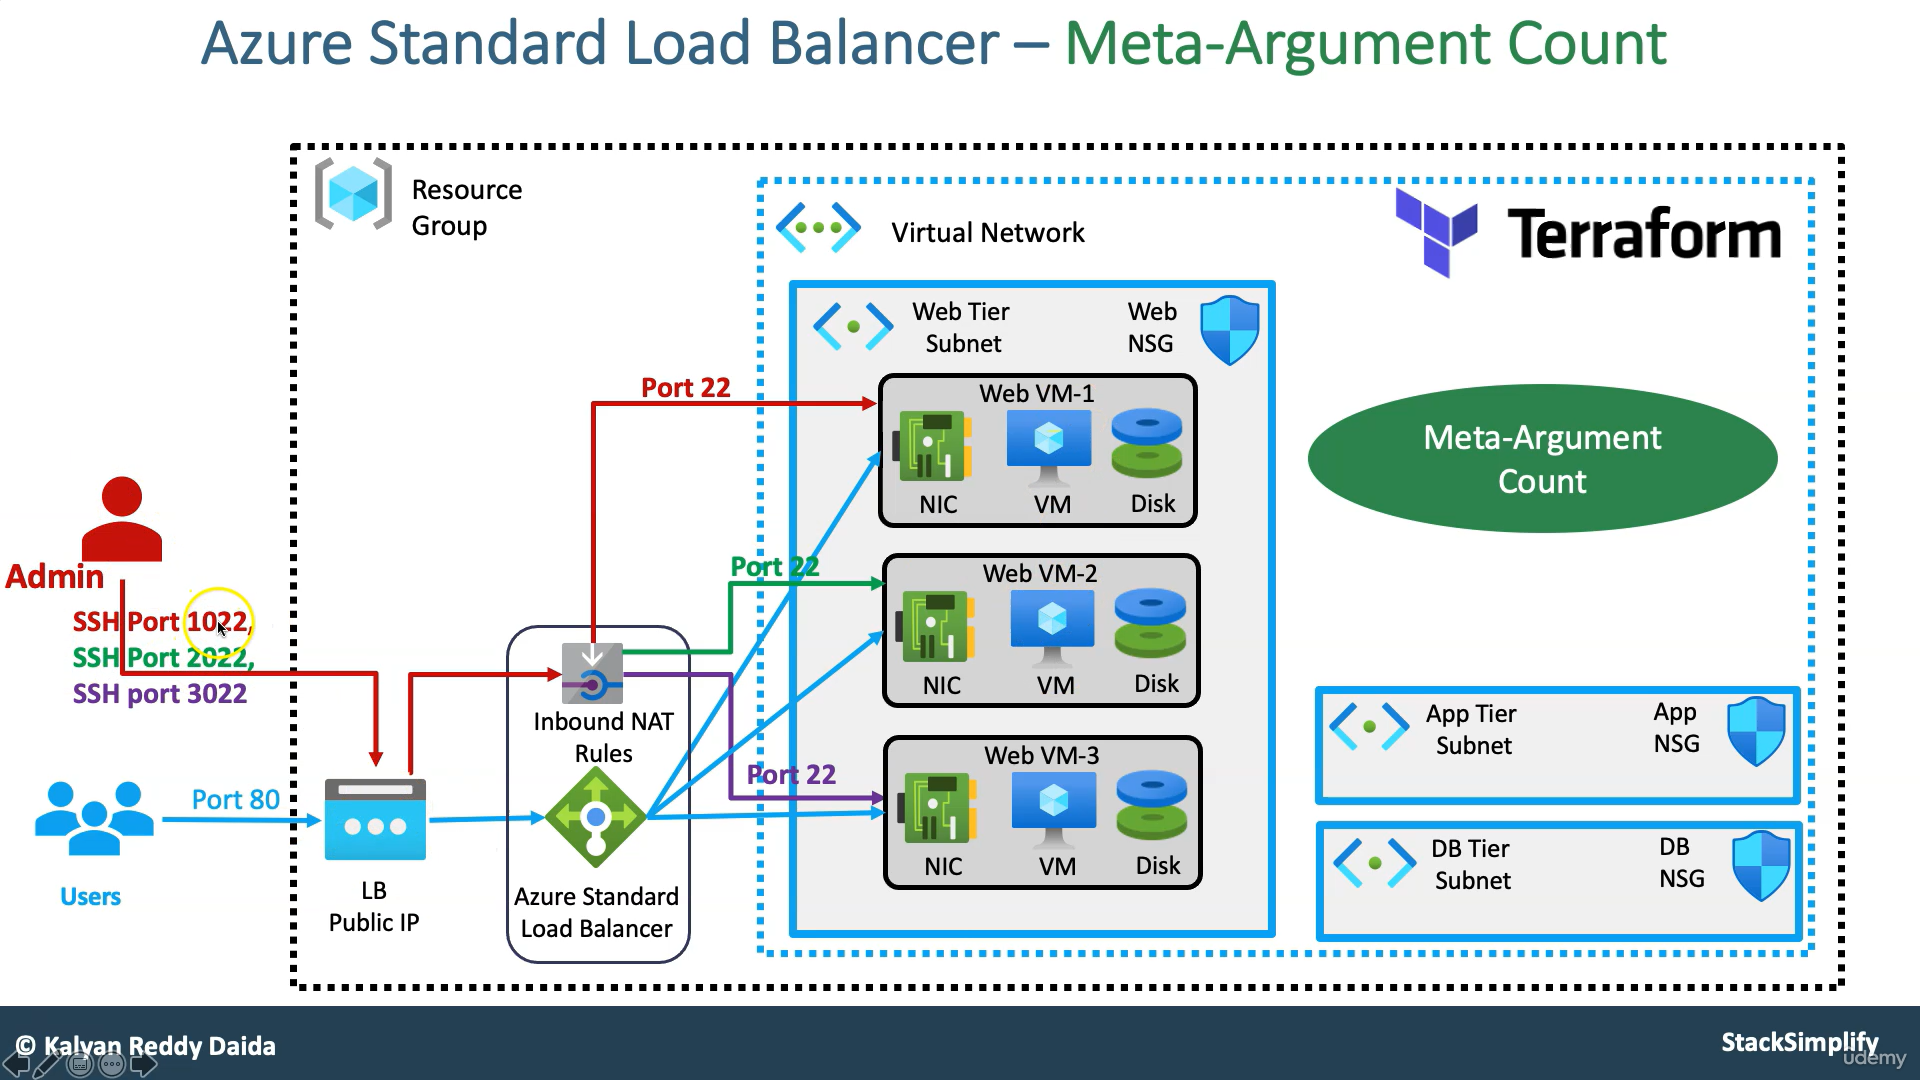 Azure Standard Load Balancer – Meta-Argument Count
Resource
Group
Virtual Network
Terraform
Web Tier
Subnet
Web
NSG
Port 22
Web VM-1
NIC
VM
Disk
Meta-Argument
Count
Admin
SSH Port 1022,
SSH Port 2022,
SSH port 3022
Port 22
Web VM-2
NIC
VM
Disk
Inbound NAT
Rules
Port 22
Web VM-3
NIC
VM
Disk
App Tier
Subnet
App
NSG
Port 80
Users
LB
Public IP
Azure Standard
Load Balancer
DB Tier
Subnet
DB
NSG
© Kalyan Reddy Daida
StackSimplify
udemy